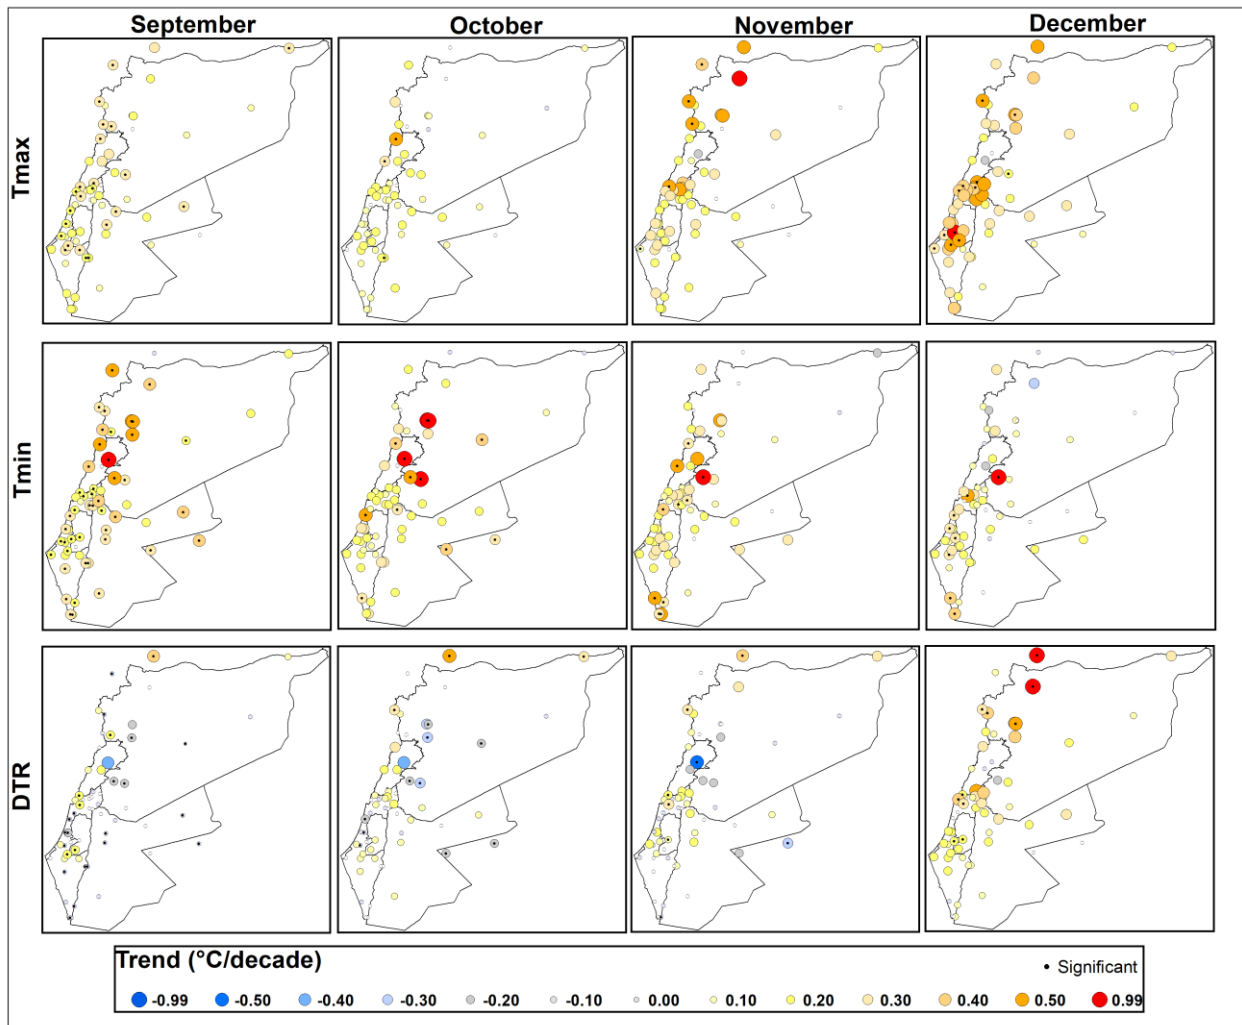 September October November December
Tmax
Tmin
DTR
Trend (°C/decade)
• Significant
-0.99 -0.50 -0.40 -0.30 -0.20 -0.10 0.00 0.10 0.20 0.30 0.40 0.50 0.99